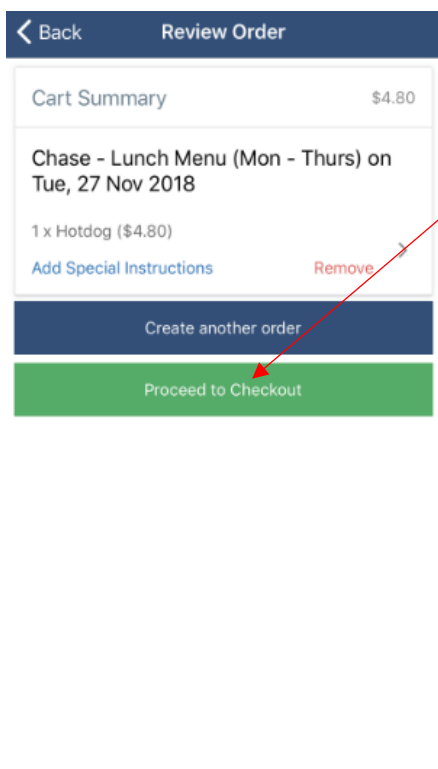 Back Review Order
Cart Summary $4.80
Chase - Lunch Menu (Mon - Thurs) on
Tue, 27 Nov 2018
1 x Hotdog ($4.80)
Add Special Instructions Remove
Create another order
Proceed to Checkout